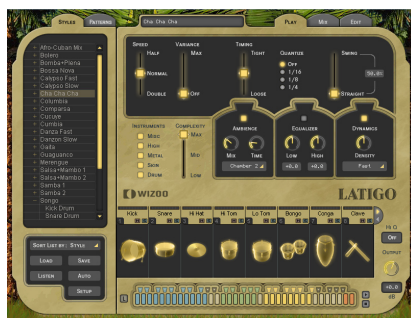 Styles Patterns
Cha Cha Cha
Play Mix Edit
Afro-Cuban Mix
Bolero
Bomba+Plena
Bossa Nova
Calypso Fast
Calypso Slow
Cha Cha Cha
Columbia
Comparsa
Cucuye
Cumbia
Danza Fast
Danzon Slow
Gaita
Guaguanco
Merengue
Salsa+Mambo 1
Salsa+Mambo 2
Samba 1
Samba 2
Songo
Kick Drum
Snare Drum
Sort List by: Style
Load Save
Listen Auto
Setup
Speed
Half
Normal
Double
Variance
Max
Off
Timing
Tight
Loose
Quantize
Off
1/16
1/8
1/4
Swing
50.0%
Straight
Instruments
Misc
High
Metal
Skin
Drum
Complexity
Max
Mid
Low
Ambience
Mix Time
Chamber 2
Equalizer
Low High
+0.0 +0.0
Dynamics
Density
Fast
Wizoo
Latigo
Kick Snare Hi Hat Hi Tom Lo Tom Bongo Conga Clave
Hi Q
Off
Output
+0.0
dB